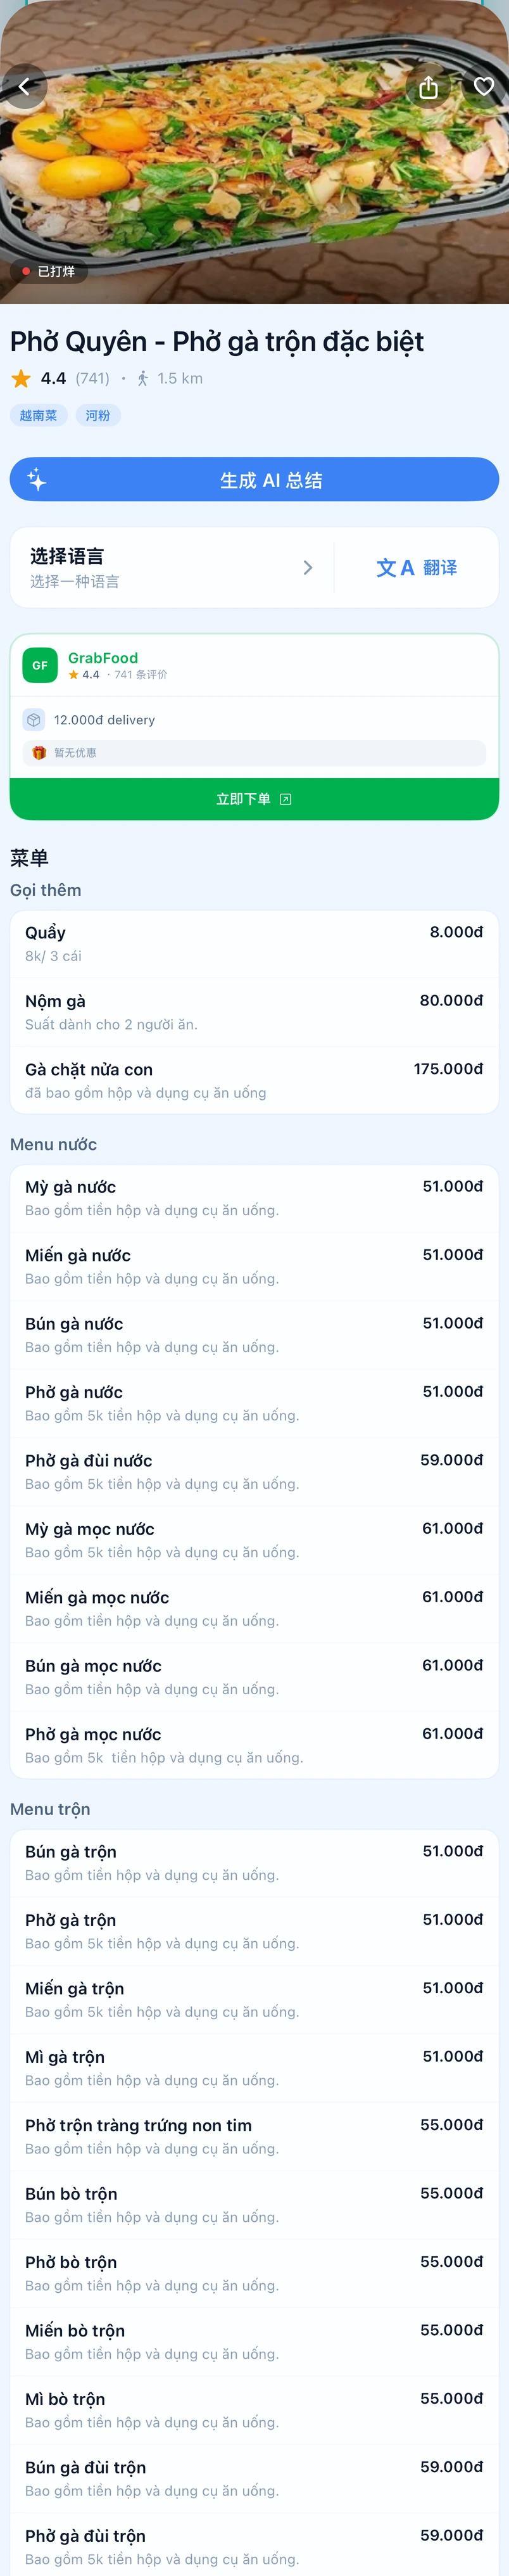 已打烊
Phở Quyên - Phở gà trộn đặc biệt
4.4 (741) • 1.5 km
越南菜 河粉
生成 AI 总结
选择语言
选择一种语言
文A 翻译
GF GrabFood
4.4 · 741 条评价
12.000đ delivery
暂无优惠
立即下单
菜单
Gọi thêm
Quẩy 8.000đ
8k/ 3 cái
Nộm gà 80.000đ
Suất dành cho 2 người ăn.
Gà chặt nửa con 175.000đ
đã bao gồm hộp và dụng cụ ăn uống
Menu nước
Mỳ gà nước 51.000đ
Bao gồm tiền hộp và dụng cụ ăn uống.
Miến gà nước 51.000đ
Bao gồm tiền hộp và dụng cụ ăn uống.
Bún gà nước 51.000đ
Bao gồm tiền hộp và dụng cụ ăn uống.
Phở gà nước 51.000đ
Bao gồm 5k tiền hộp và dụng cụ ăn uống.
Phở gà đùi nước 59.000đ
Bao gồm 5k tiền hộp và dụng cụ ăn uống.
Mỳ gà mọc nước 61.000đ
Bao gồm 5k tiền hộp và dụng cụ ăn uống.
Miến gà mọc nước 61.000đ
Bao gồm tiền hộp và dụng cụ ăn uống.
Bún gà mọc nước 61.000đ
Bao gồm tiền hộp và dụng cụ ăn uống.
Phở gà mọc nước 61.000đ
Bao gồm 5k  tiền hộp và dụng cụ ăn uống.
Menu trộn
Bún gà trộn 51.000đ
Bao gồm tiền hộp và dụng cụ ăn uống.
Phở gà trộn 51.000đ
Bao gồm 5k tiền hộp và dụng cụ ăn uống.
Miến gà trộn 51.000đ
Bao gồm 5k tiền hộp và dụng cụ ăn uống.
Mì gà trộn 51.000đ
Bao gồm tiền hộp và dụng cụ ăn uống.
Phở trộn tràng trứng non tim 55.000đ
Bao gồm tiền hộp và dụng cụ ăn uống.
Bún bò trộn 55.000đ
Bao gồm tiền hộp và dụng cụ ăn uống.
Phở bò trộn 55.000đ
Bao gồm tiền hộp và dụng cụ ăn uống.
Miến bò trộn 55.000đ
Bao gồm tiền hộp và dụng cụ ăn uống.
Mì bò trộn 55.000đ
Bao gồm tiền hộp và dụng cụ ăn uống.
Bún gà đùi trộn 59.000đ
Bao gồm tiền hộp và dụng cụ ăn uống.
Phở gà đùi trộn 59.000đ
Bao gồm 5k tiền hộp và dụng cụ ăn uống.